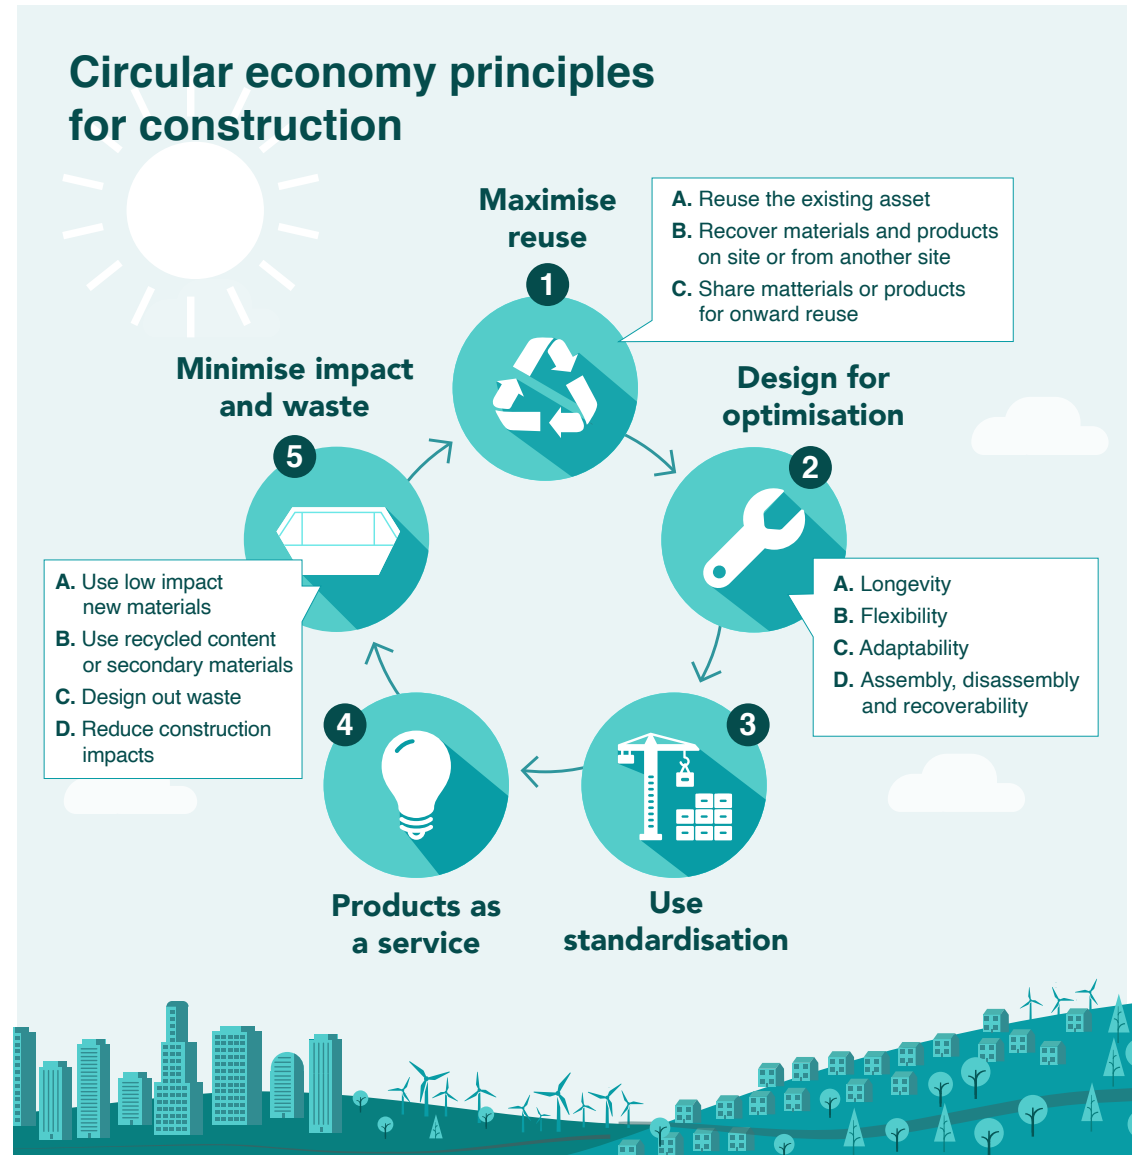 Circular economy principles
for construction
Maximise
reuse
1
A. Reuse the existing asset
B. Recover materials and products
on site or from another site
C. Share matterials or products
for onward reuse
Design for
optimisation
2
A. Longevity
B. Flexibility
C. Adaptability
D. Assembly, disassembly
and recoverability
3
Use
standardisation
4
Products as
a service
Minimise impact
and waste
5
A. Use low impact
new materials
B. Use recycled content
or secondary materials
C. Design out waste
D. Reduce construction
impacts